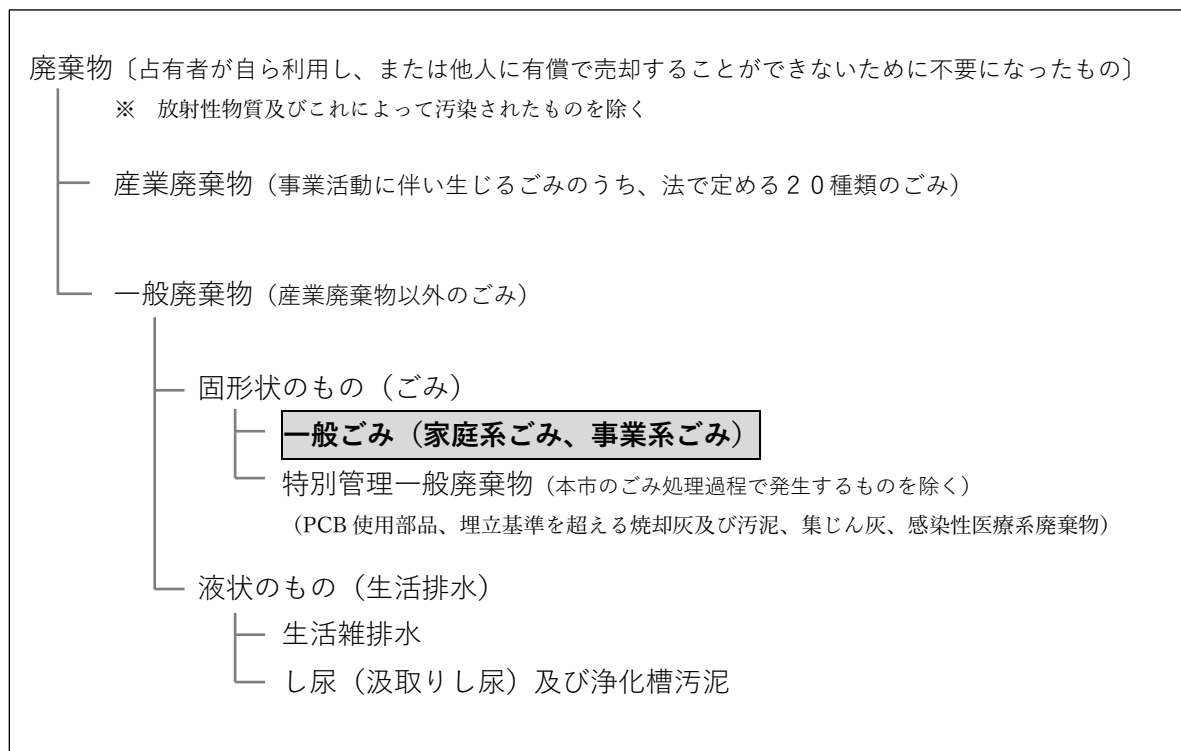 廃棄物〔占有者が自ら利用し、または他人に有償で売却することができないために不要になったもの〕
※　放射性物質及びこれによって汚染されたものを除く
産業廃棄物（事業活動に伴い生じるごみのうち、法で定める２０種類のごみ）
一般廃棄物（産業廃棄物以外のごみ）
固形状のもの（ごみ）
一般ごみ（家庭系ごみ、事業系ごみ）
特別管理一般廃棄物（本市のごみ処理過程で発生するものを除く）
（PCB 使用部品、埋立基準を超える焼却灰及び汚泥、集じん灰、感染性医療系廃棄物）
液状のもの（生活排水）
生活雑排水
し尿（汲取りし尿）及び浄化槽汚泥